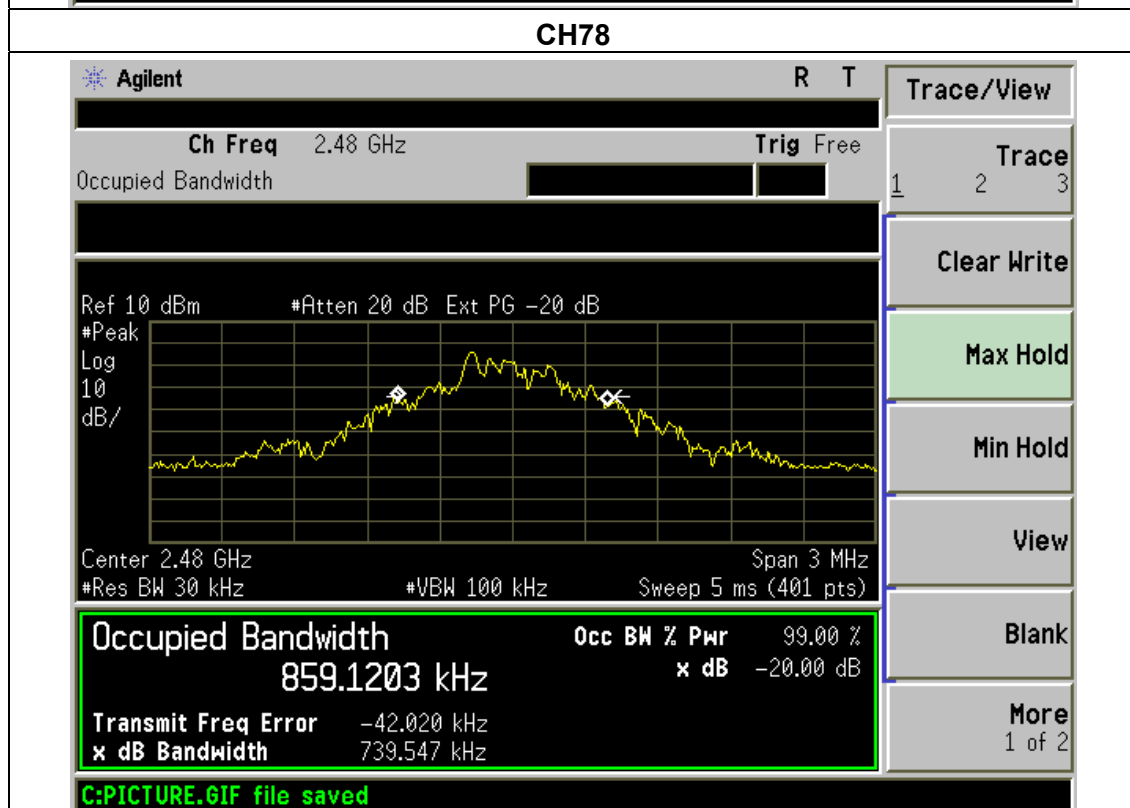 CH78
Agilent R T
Trace/View
Ch Freq 2.48 GHz Trig Free
Occupied Bandwidth
Trace
1 2 3
Clear Write
Ref 10 dBm #Atten 20 dB Ext PG -20 dB
#Peak
Log
10
dB/
Max Hold
Min Hold
View
Center 2.48 GHz Span 3 MHz
#Res BW 30 kHz #VBW 100 kHz Sweep 5 ms (401 pts)
Occupied Bandwidth Occ BW % Pwr 99.00 %
859.1203 kHz x dB -20.00 dB
Blank
Transmit Freq Error -42.020 kHz
x dB Bandwidth 739.547 kHz
More
1 of 2
C:PICTURE.GIF file saved